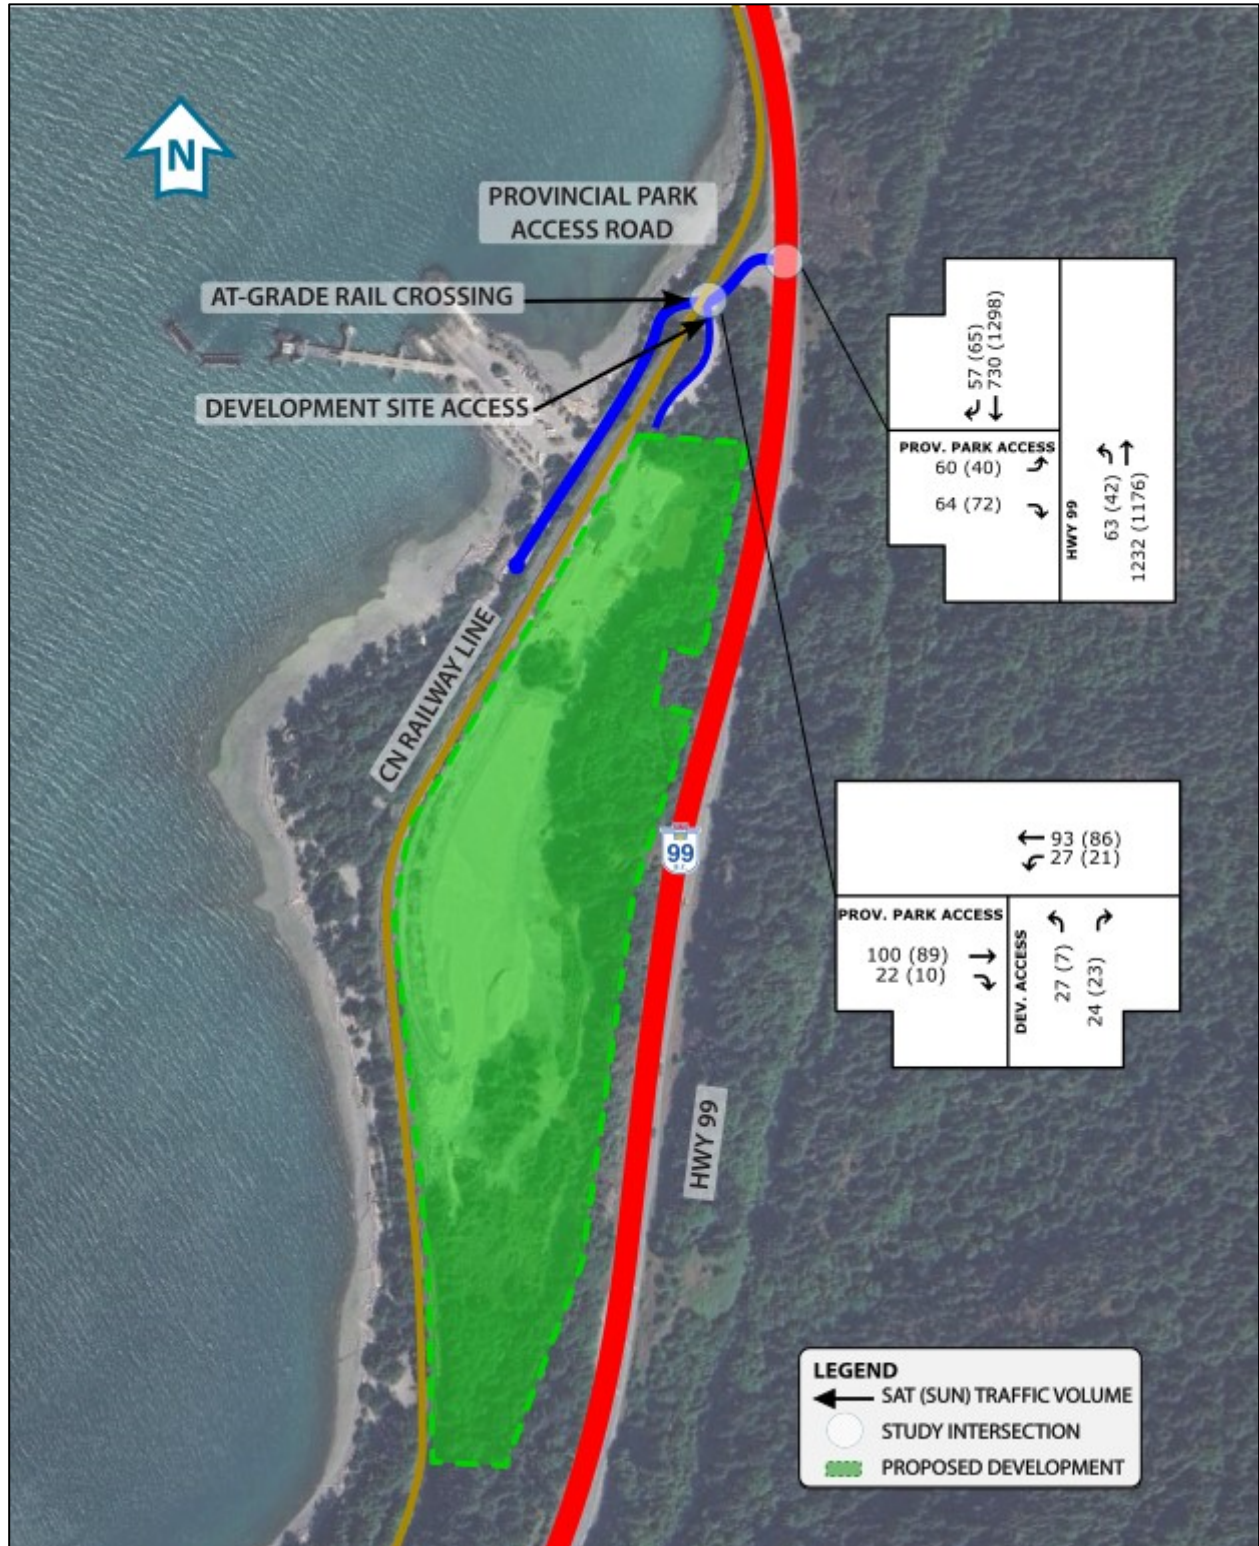 N
PROVINCIAL PARK
ACCESS ROAD
AT-GRADE RAIL CROSSING
DEVELOPMENT SITE ACCESS
57 (65)
730 (1298)
PROV. PARK ACCESS
60 (40)
64 (72)
HWY 99
63 (42)
1232 (1176)
CN RAILWAY LINE
99
93 (86)
27 (21)
PROV. PARK ACCESS
100 (89)
22 (10)
DEV. ACCESS
27 (7)
24 (23)
HWY 99
LEGEND
SAT (SUN) TRAFFIC VOLUME
STUDY INTERSECTION
PROPOSED DEVELOPMENT